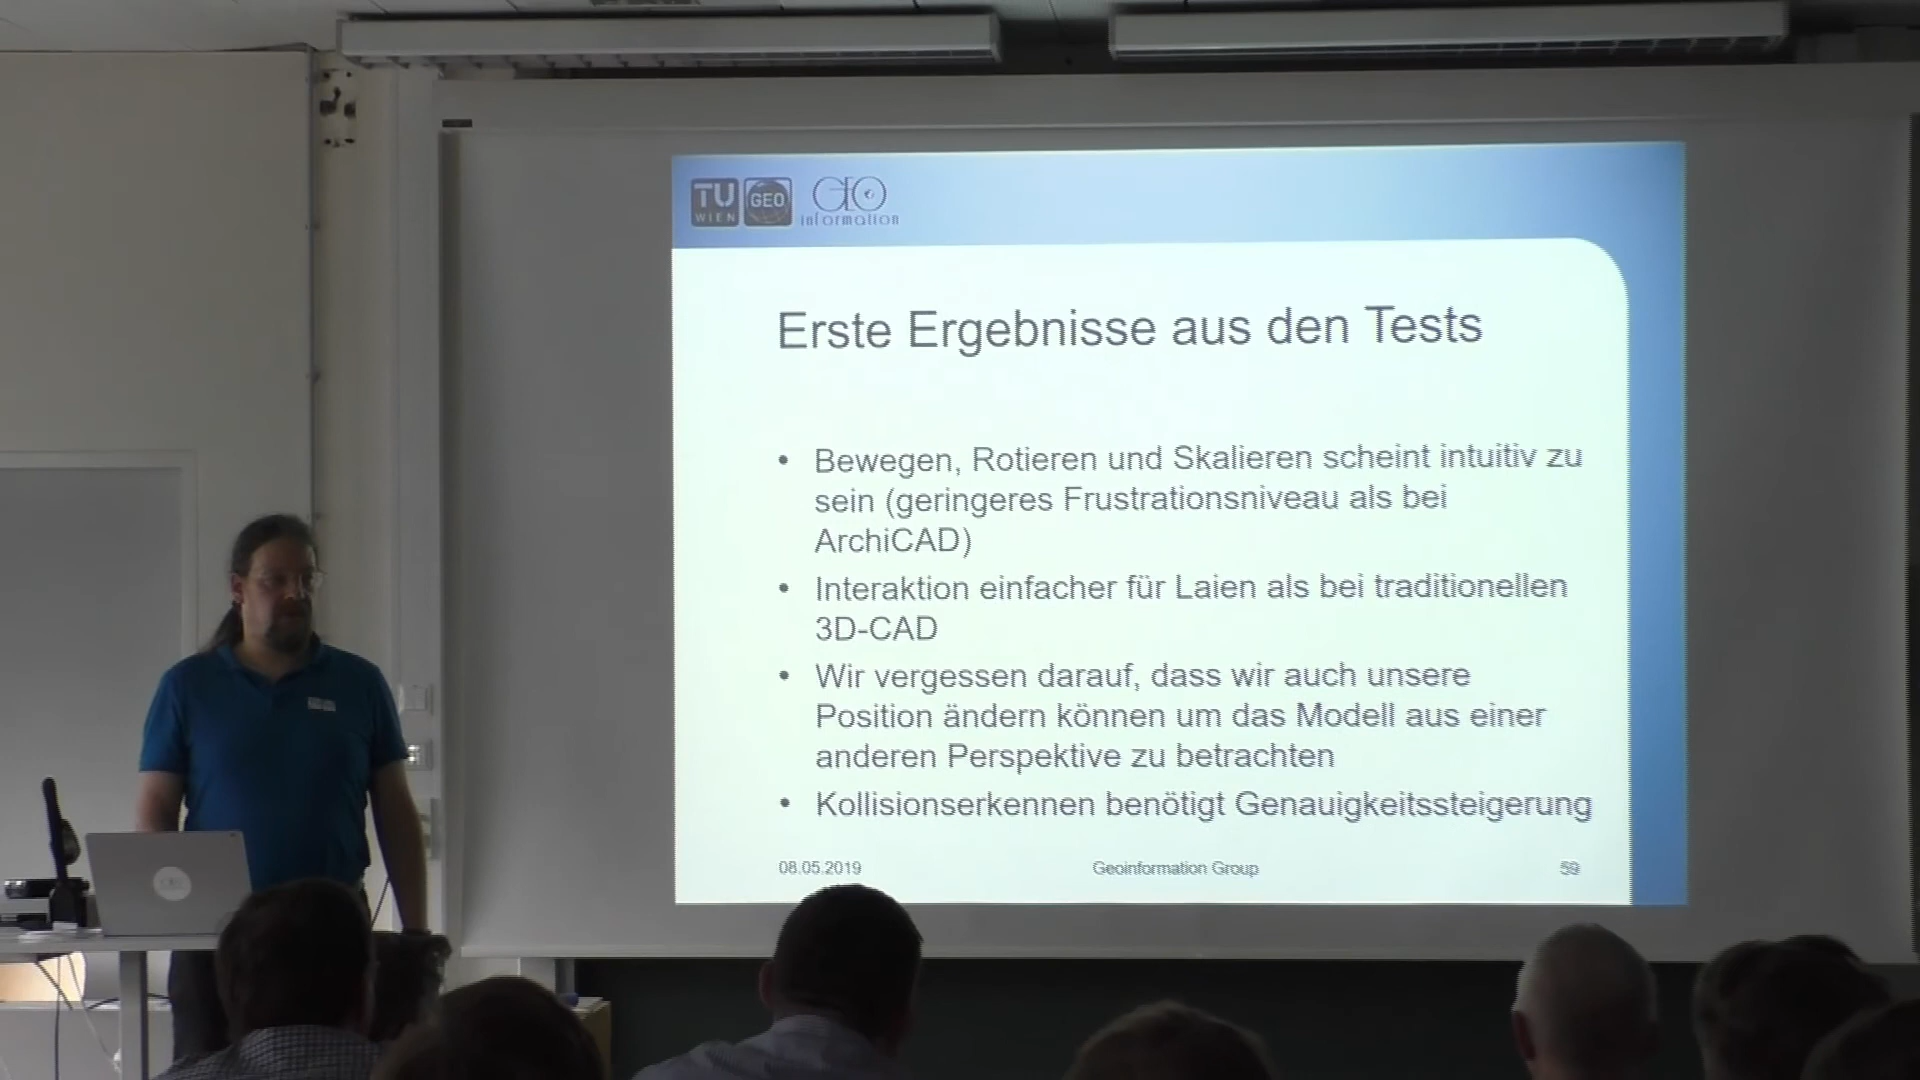 TU
WIEN
GEO
GEO
information
Erste Ergebnisse aus den Tests
• Bewegen, Rotieren und Skalieren scheint intuitiv zu
sein (geringeres Frustrationsniveau als bei
ArchiCAD)
• Interaktion einfacher für Laien als bei traditionellen
3D-CAD
• Wir vergessen darauf, dass wir auch unsere
Position ändern können um das Modell aus einer
anderen Perspektive zu betrachten
• Kollisionserkennen benötigt Genauigkeitssteigerung
08.05.2019 Geoinformation Group 59